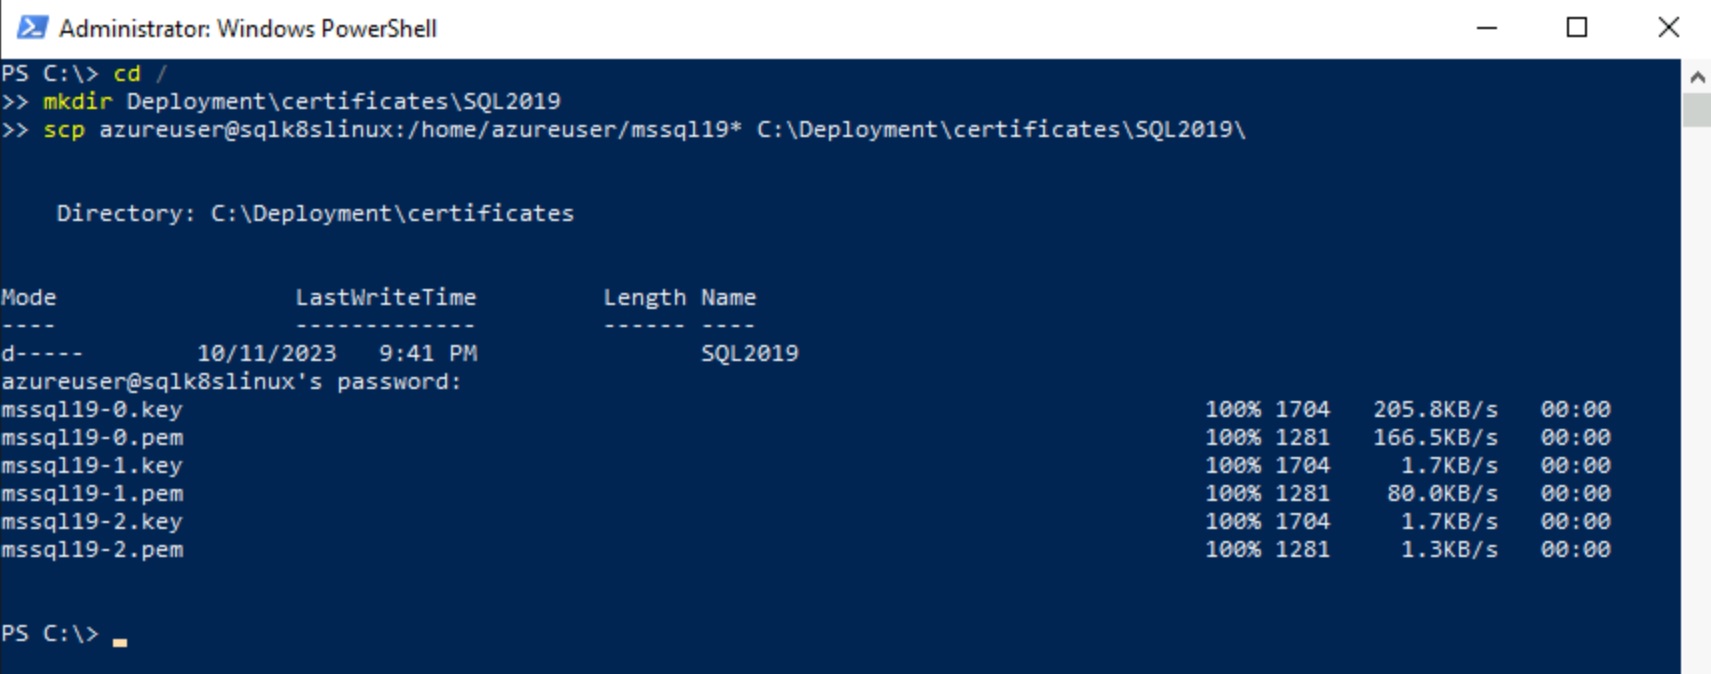 Administrator: Windows PowerShell
PS C:\> cd /
>> mkdir Deployment\certificates\SQL2019
>> scp azureuser@sqlk8slinux:/home/azureuser/mssql19* C:\Deployment\certificates\SQL2019\
Directory: C:\Deployment\certificates
Mode                 LastWriteTime         Length Name
----                 -------------         ------ ----
d-----        10/11/2023   9:41 PM                SQL2019
azureuser@sqlk8slinux's password:
mssql19-0.key 100% 1704 205.8KB/s 00:00
mssql19-0.pem 100% 1281 166.5KB/s 00:00
mssql19-1.key 100% 1704 1.7KB/s 00:00
mssql19-1.pem 100% 1281 80.0KB/s 00:00
mssql19-2.key 100% 1704 1.7KB/s 00:00
mssql19-2.pem 100% 1281 1.3KB/s 00:00
PS C:\>